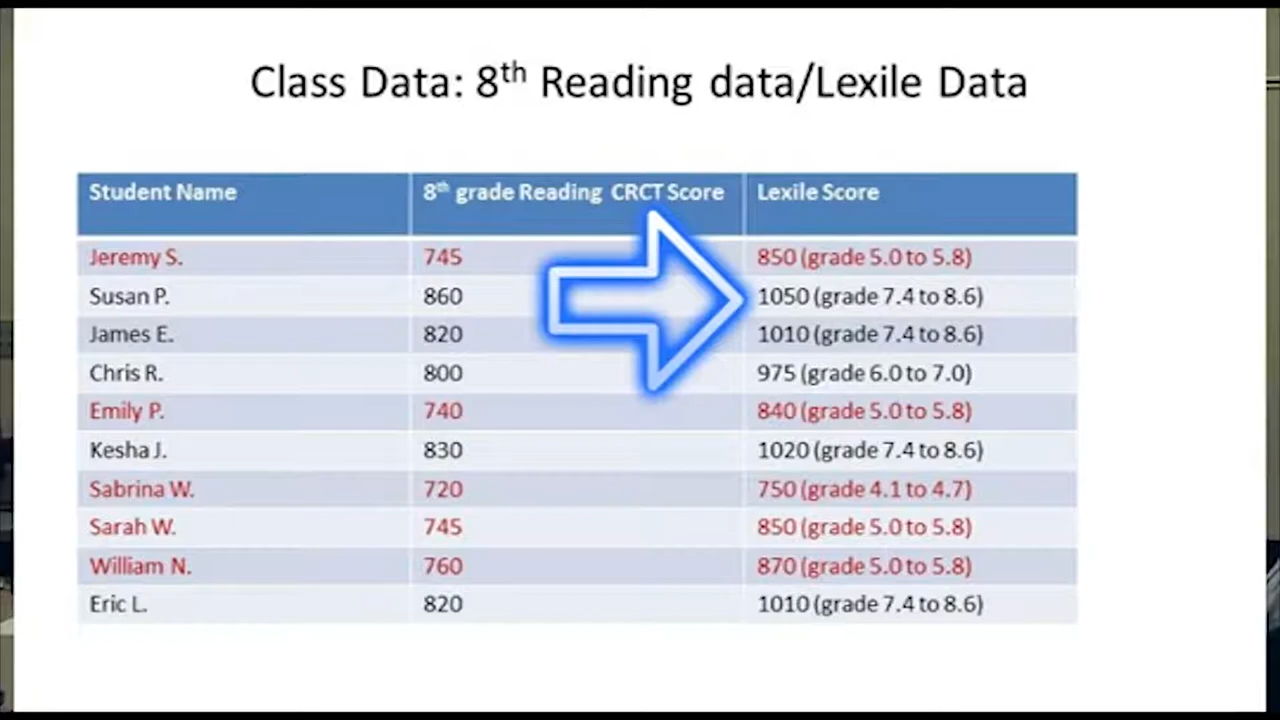 Class Data: 8th Reading data/Lexile Data
Student Name 8th grade Reading CRCT Score Lexile Score
Jeremy S. 745 850 (grade 5.0 to 5.8)
Susan P. 860 1050 (grade 7.4 to 8.6)
James E. 820 1010 (grade 7.4 to 8.6)
Chris R. 800 975 (grade 6.0 to 7.0)
Emily P. 740 840 (grade 5.0 to 5.8)
Kesha J. 830 1020 (grade 7.4 to 8.6)
Sabrina W. 720 750 (grade 4.1 to 4.7)
Sarah W. 745 850 (grade 5.0 to 5.8)
William N. 760 870 (grade 5.0 to 5.8)
Eric L. 820 1010 (grade 7.4 to 8.6)